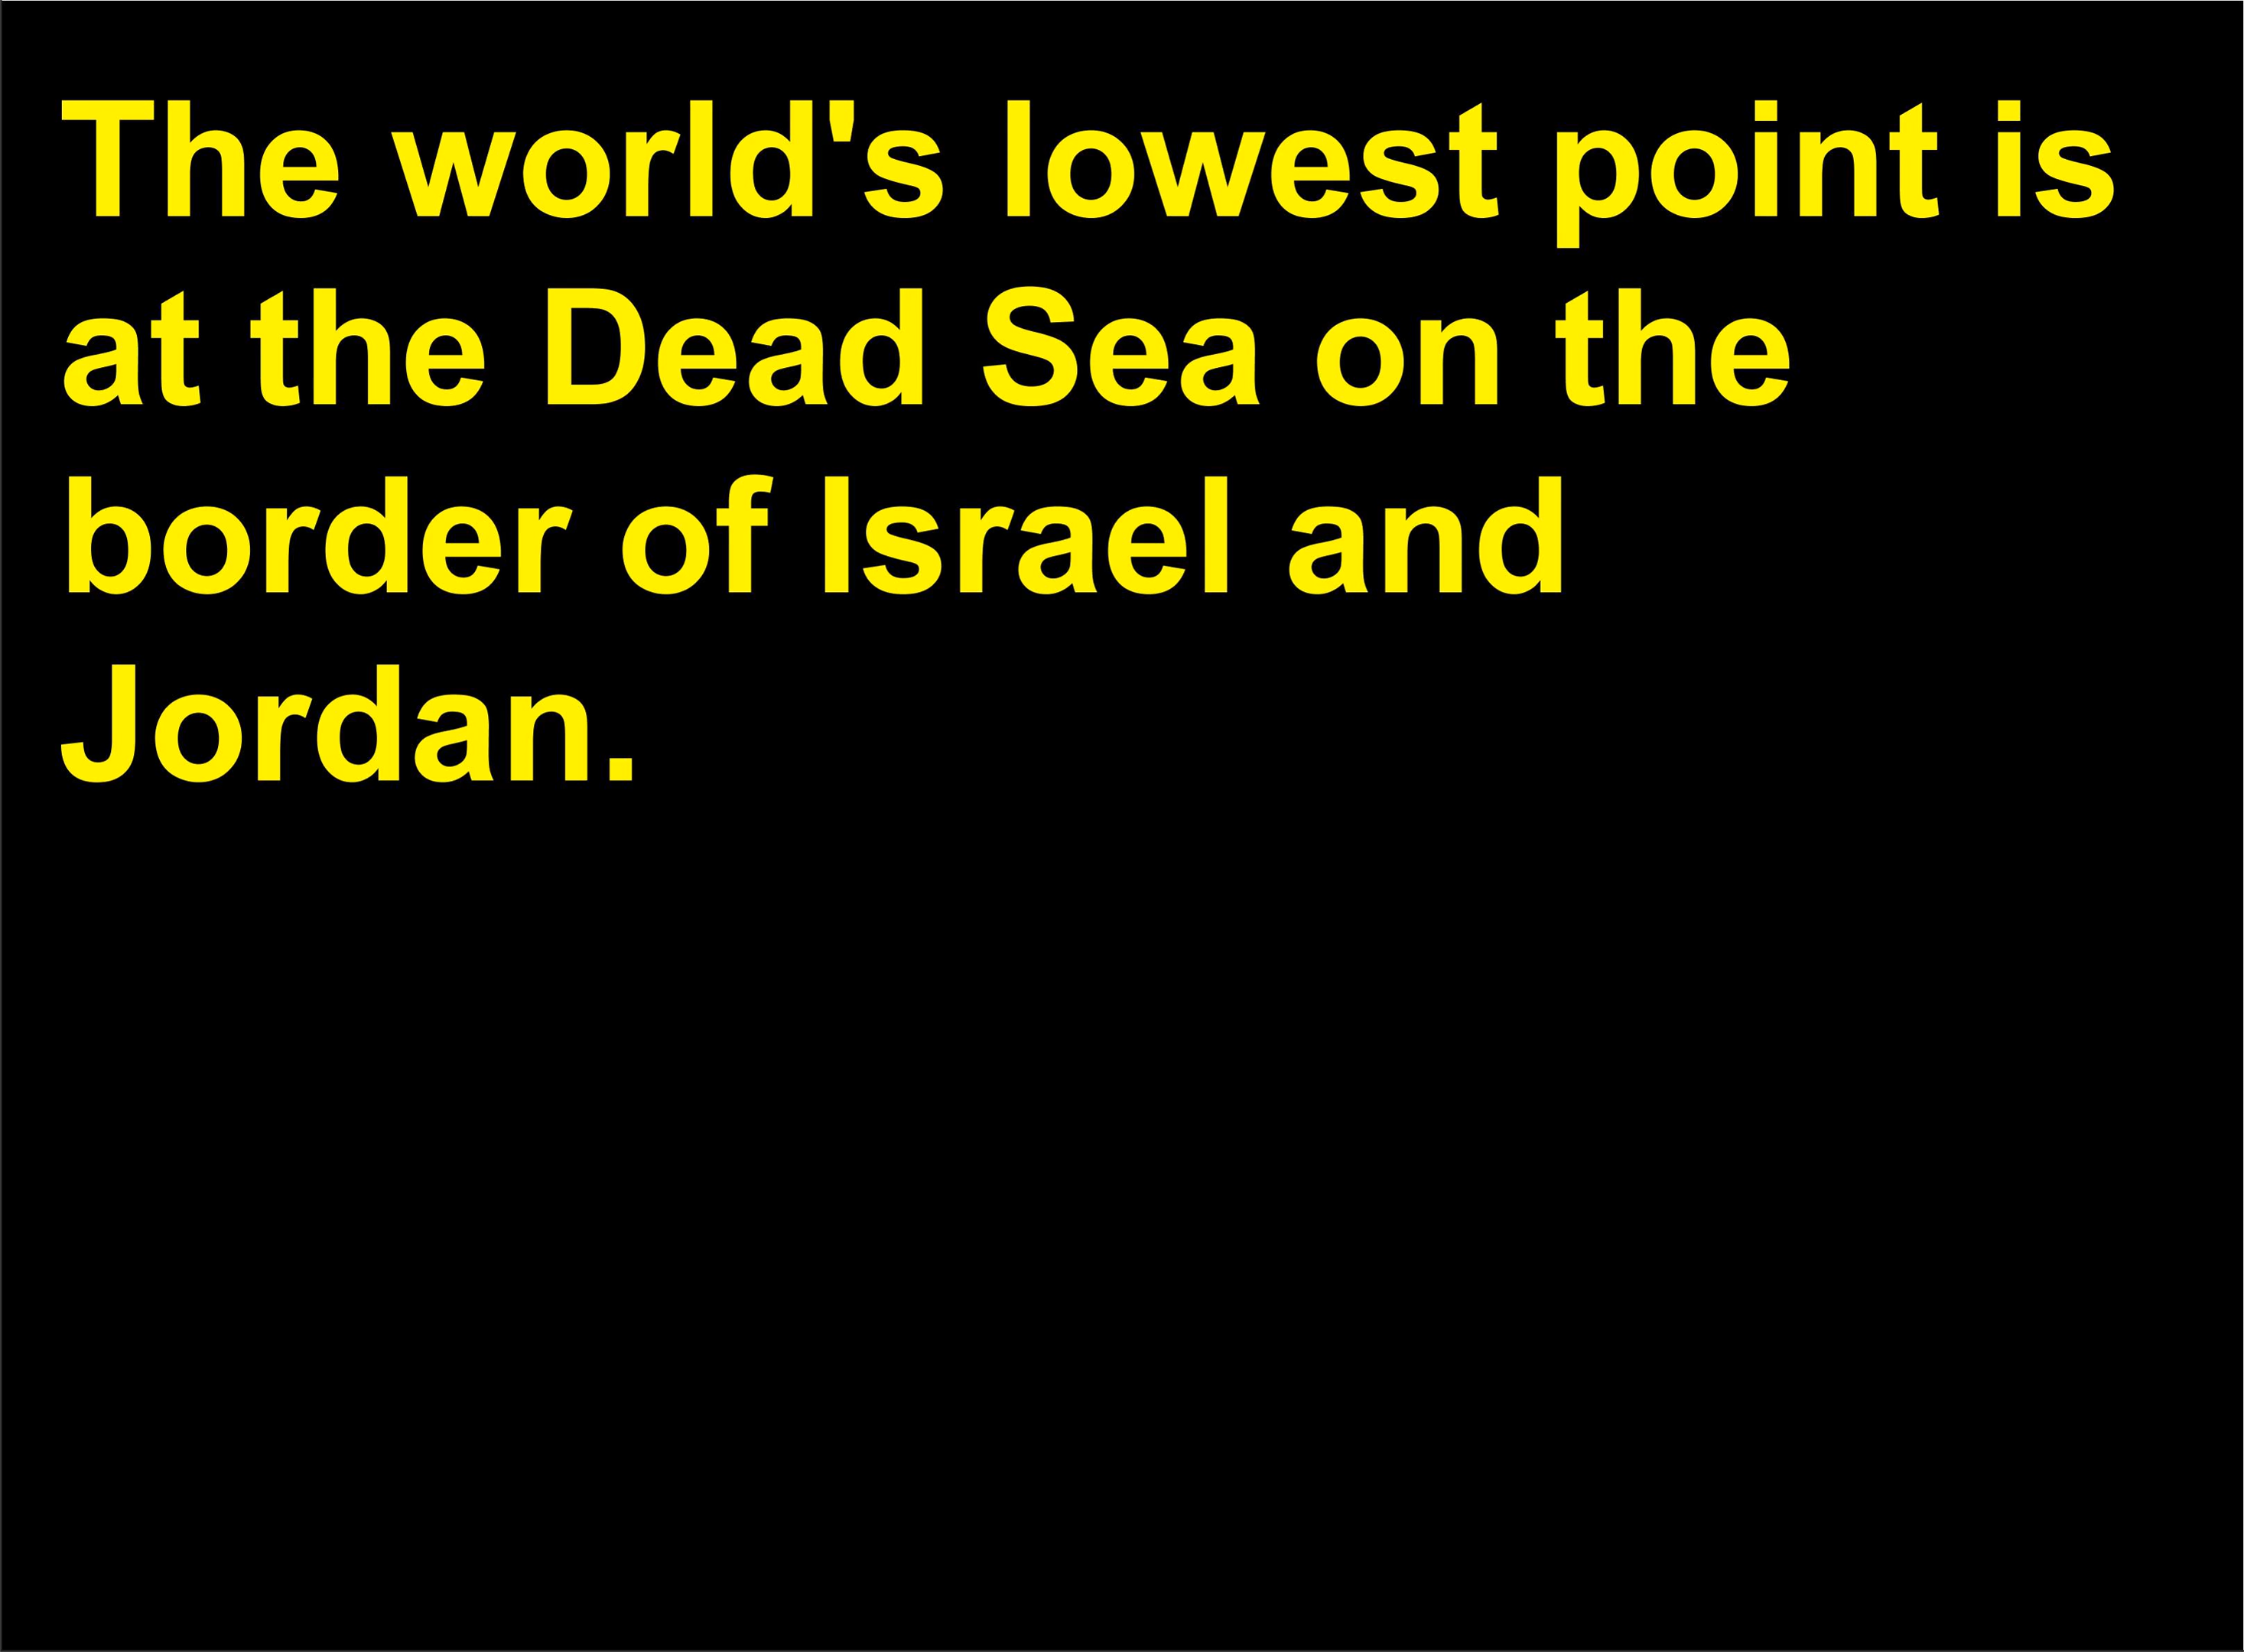 The world's lowest point is
at the Dead Sea on the
border of Israel and
Jordan.